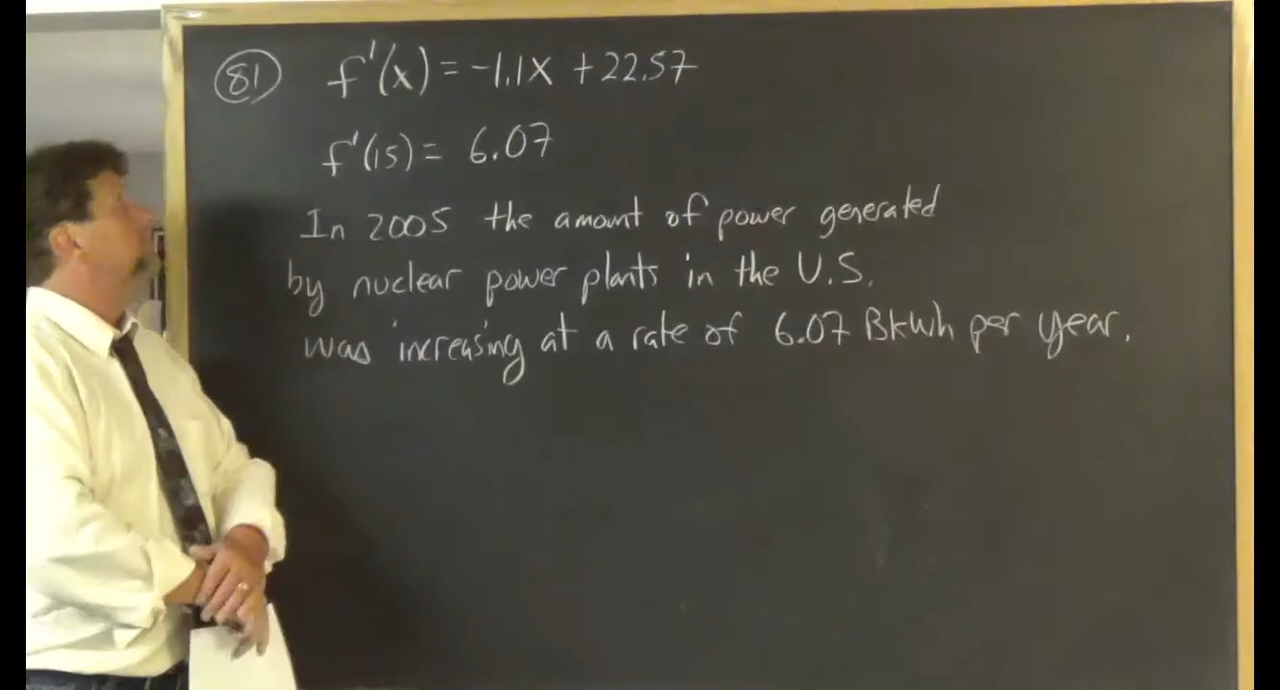 81 f'(x) = -1.1x + 22.57
f'(15) = 6.07
In 2005 the amount of power generated
by nuclear power plants in the U.S.
was increasing at a rate of 6.07 BkWh per year.